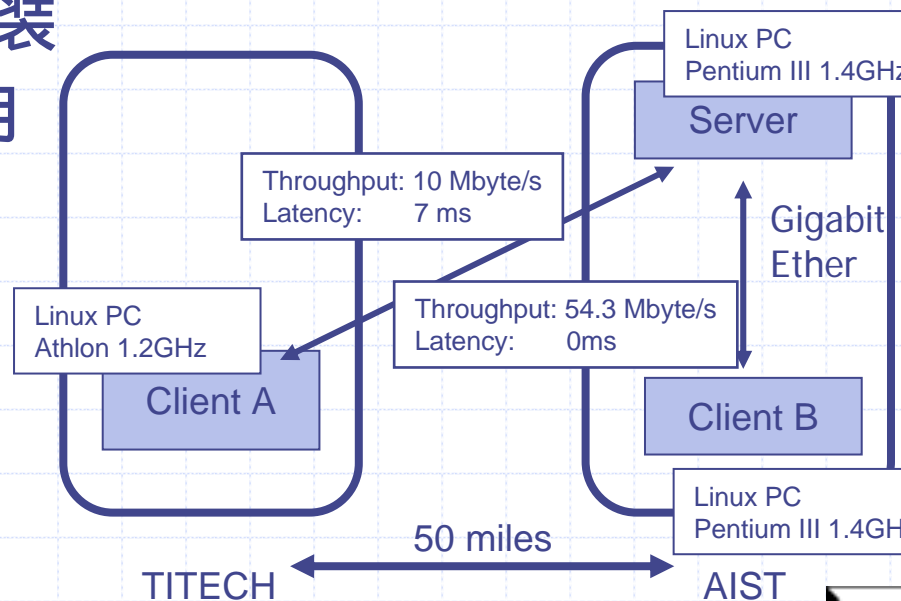 装
用
Linux PC
Pentium III 1.4GHz
Server
Throughput: 10 Mbyte/s
Latency: 7 ms
Gigabit
Ether
Linux PC
Athlon 1.2GHz
Throughput: 54.3 Mbyte/s
Latency: 0ms
Client A
Client B
Linux PC
Pentium III 1.4GH
50 miles
TITECH
AIST